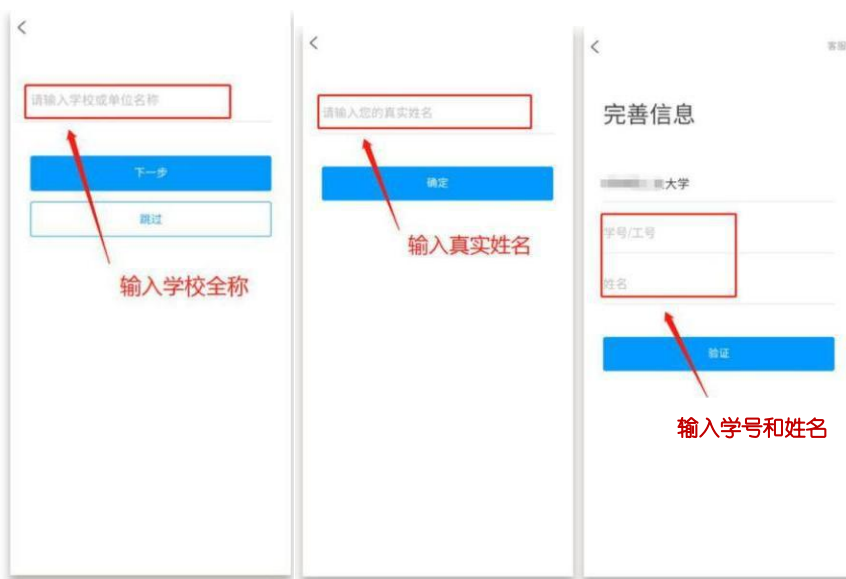 请输入学校或单位名称
下一步
跳过
输入学校全称
请输入您的真实姓名
确定
输入真实姓名
客服
完善信息
大学
学号/工号
姓名
验证
输入学号和姓名